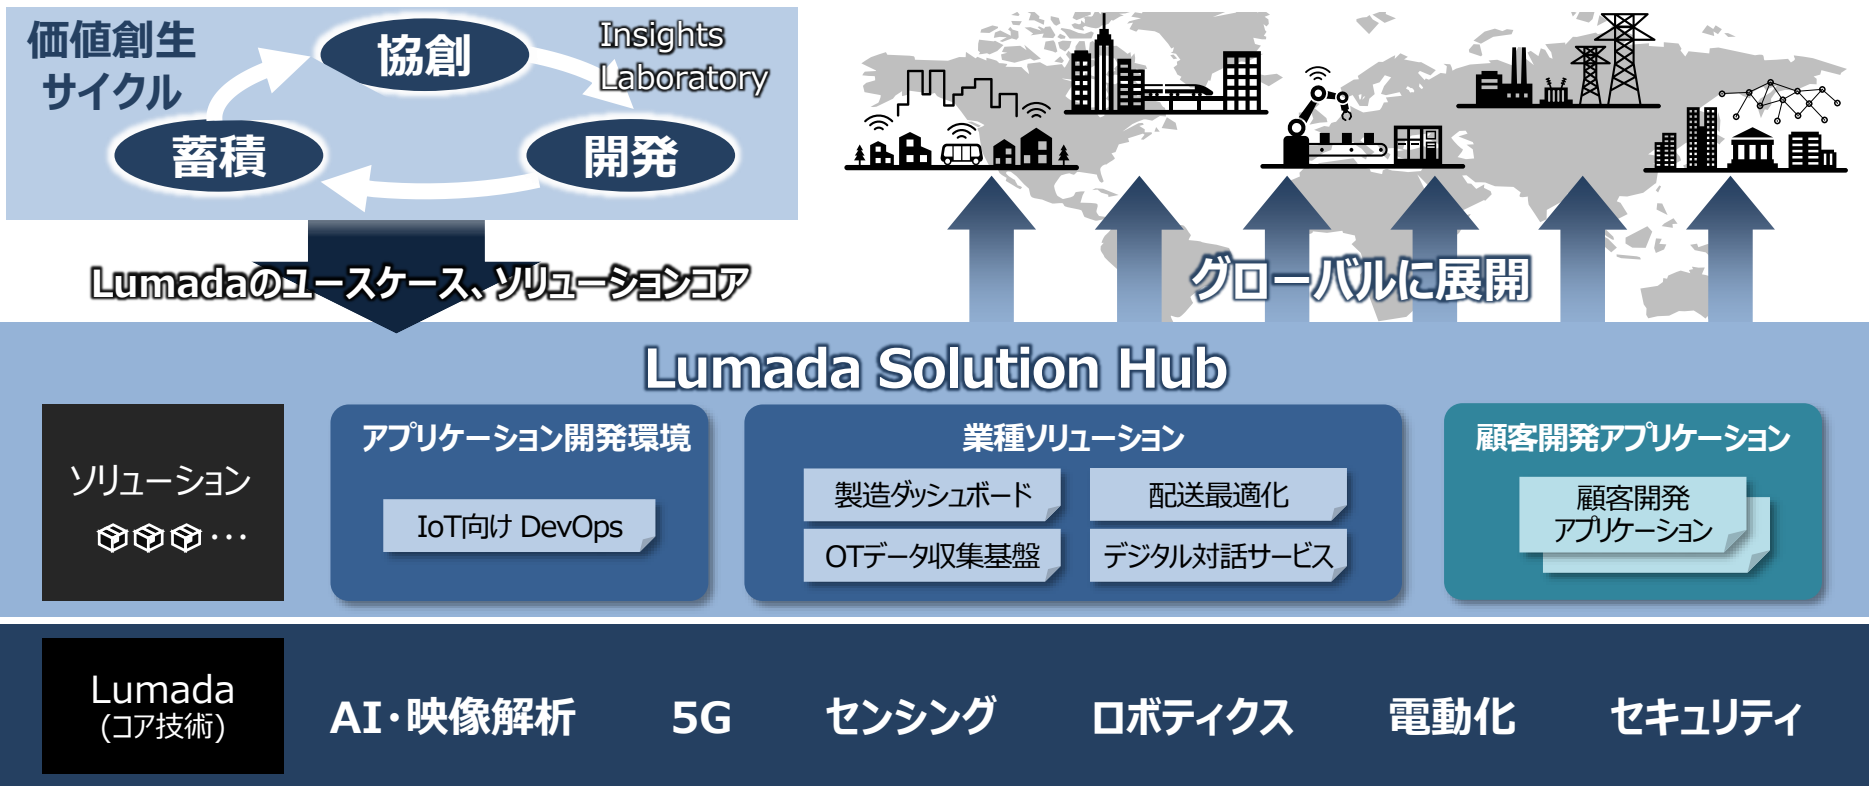 価値創生
サイクル
協創
Insights
Laboratory
蓄積
開発
Lumadaのユースケース、ソリューションコア
グローバルに展開
Lumada Solution Hub
ソリューション
…
アプリケーション開発環境
IoT向け DevOps
業種ソリューション
製造ダッシュボード
配送最適化
OTデータ収集基盤
デジタル対話サービス
顧客開発アプリケーション
顧客開発
アプリケーション
Lumada
(コア技術)
AI・映像解析
5G
センシング
ロボティクス
電動化
セキュリティ